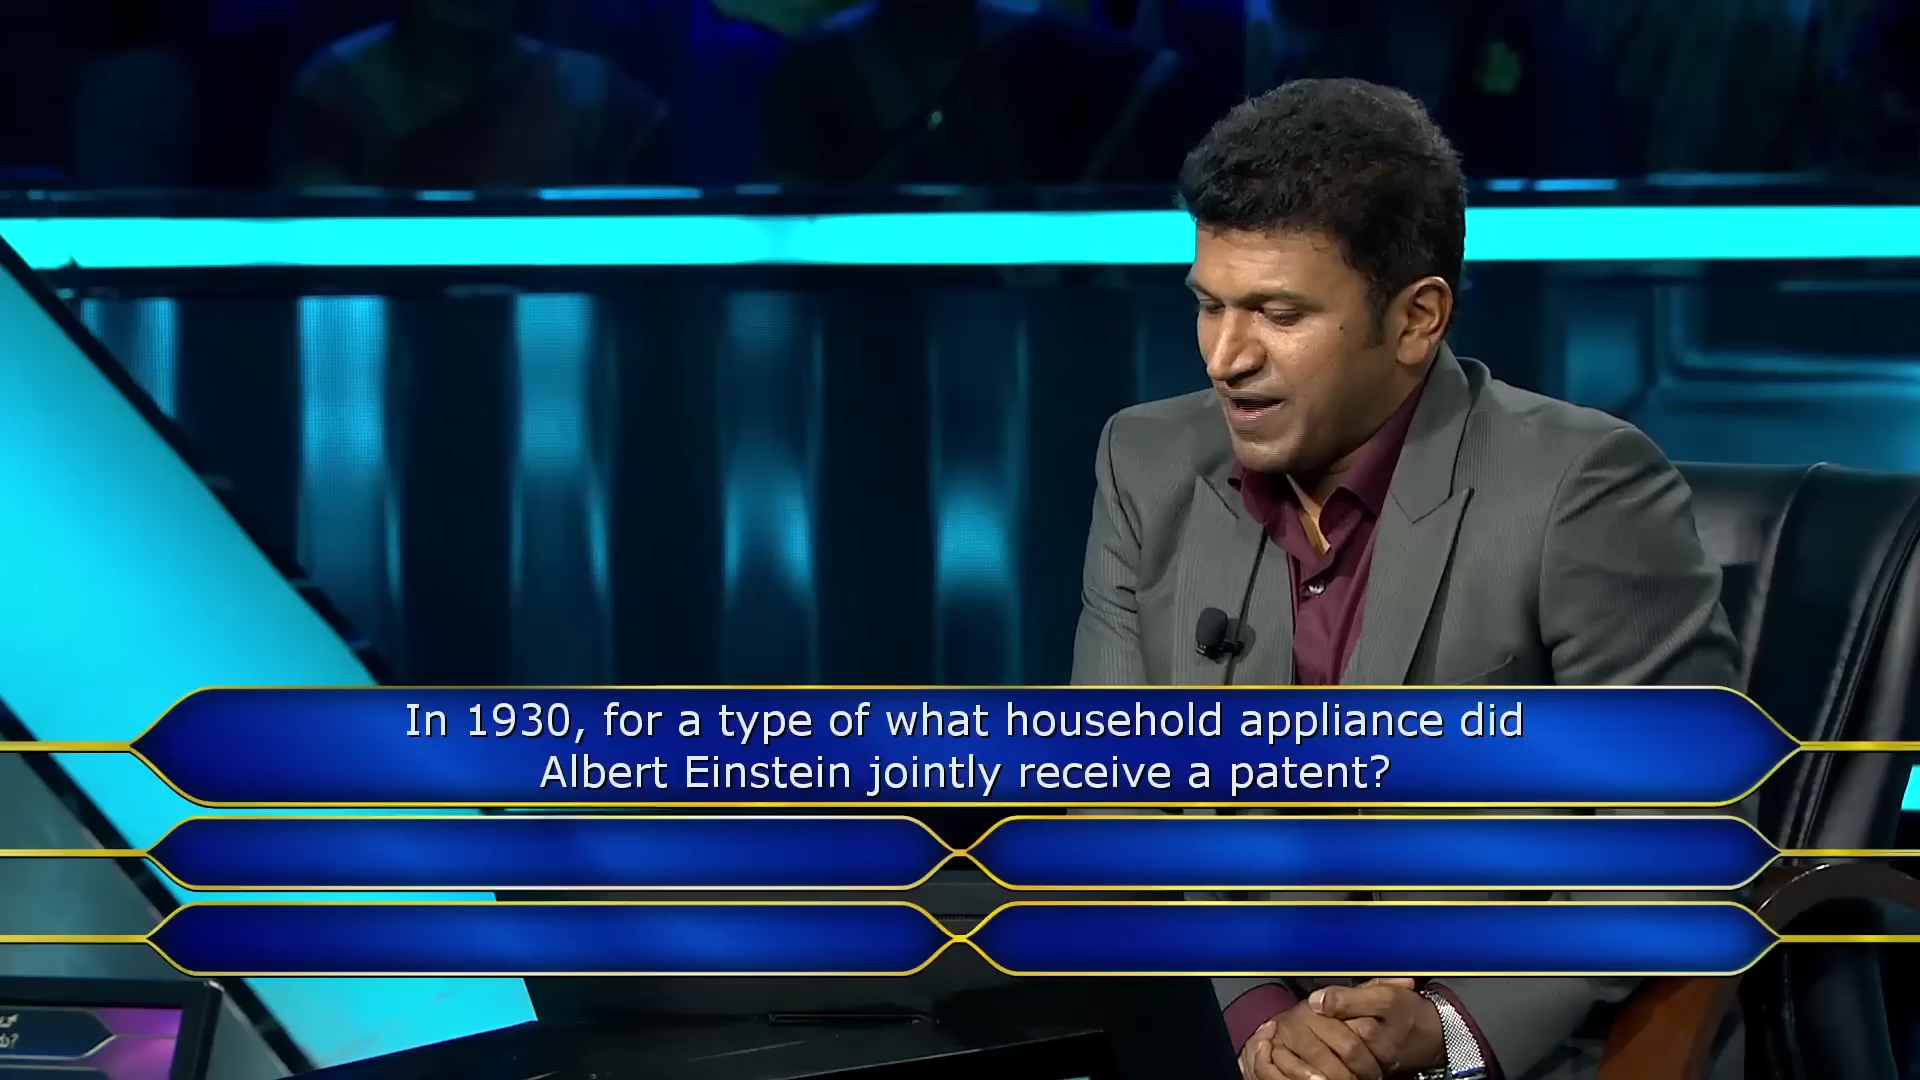 In 1930, for a type of what household appliance did
Albert Einstein jointly receive a patent?